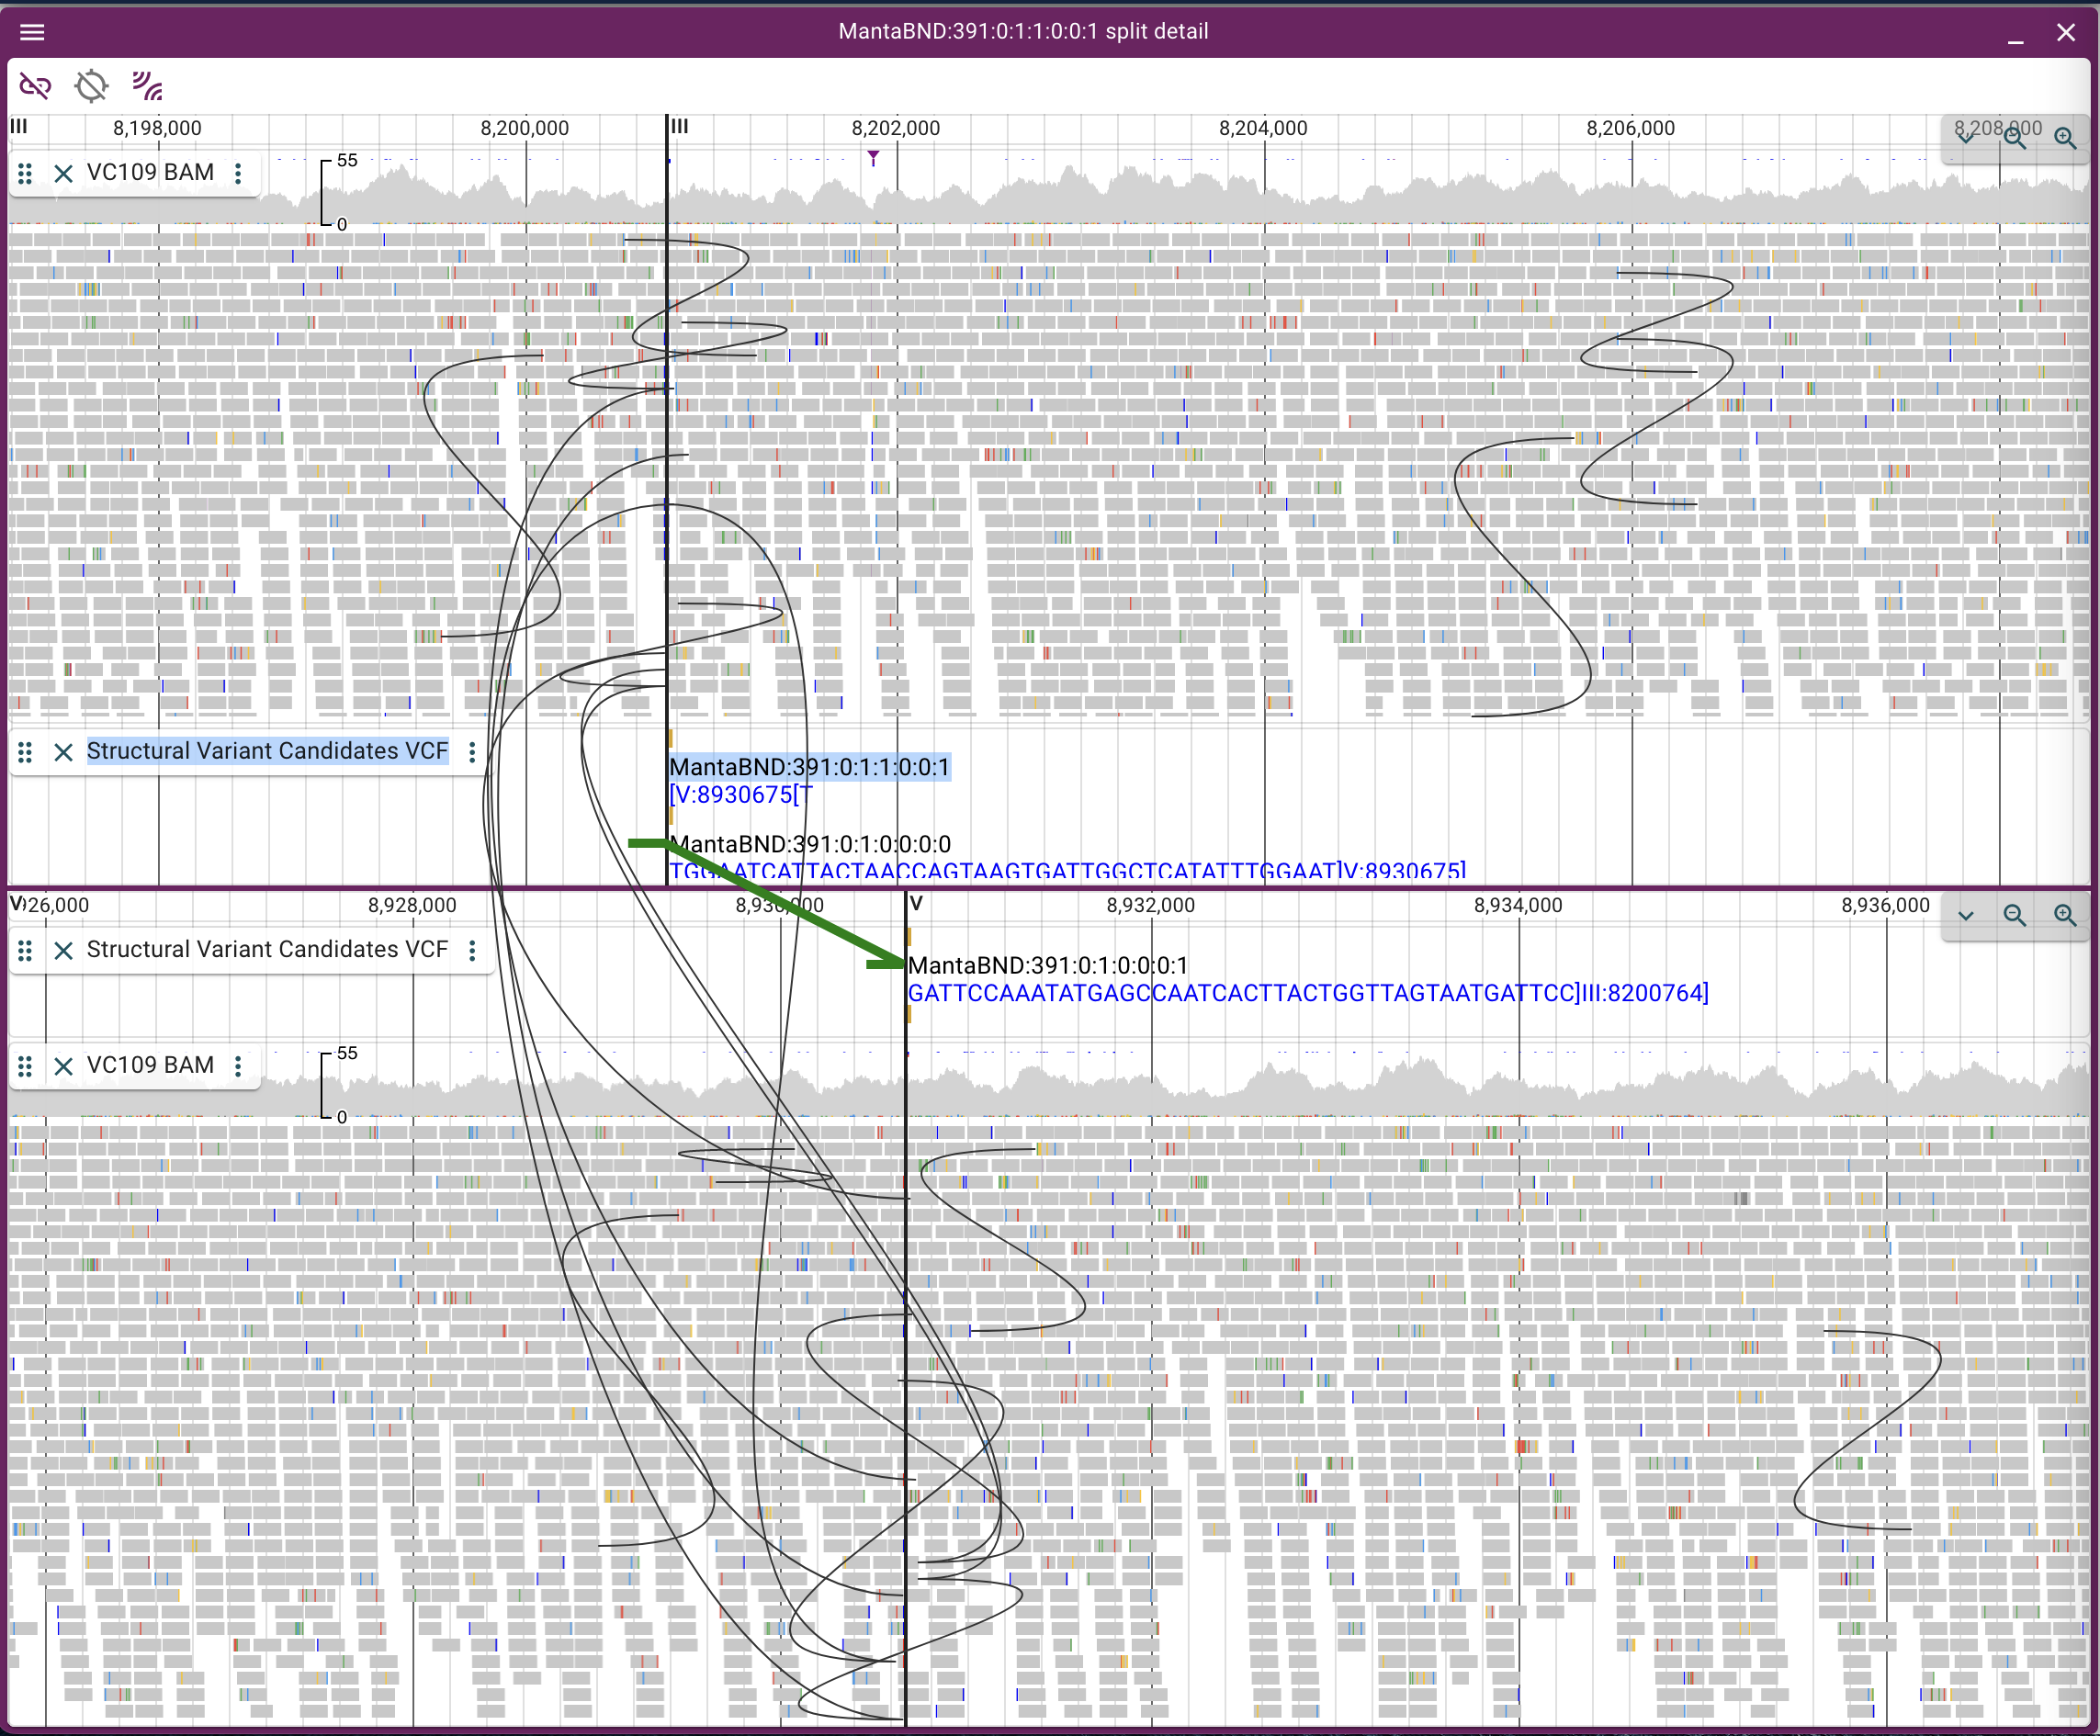 MantaBND:391:0:1:1:0:0:1 split detail
III 8,198,000 8,200,000 III 8,202,000 8,204,000 8,206,000 8,208,000
VC109 BAM
55
0
Structural Variant Candidates VCF
MantaBND:391:0:1:1:0:0:1
[V:8930675[T
MantaBND:391:0:1:0:0:0:0
TGGAATCATTACTAACCAGTAAGTGATTGGCTCATATTTGGAAT]V:8930675]
V 26,000 8,928,000 8,930,000 V 8,932,000 8,934,000 8,936,000
Structural Variant Candidates VCF
MantaBND:391:0:1:0:0:0:1
GATTCCAAATATGAGCCAATCACTTACTGGTTAGTAATGATTCC]III:8200764]
VC109 BAM
55
0